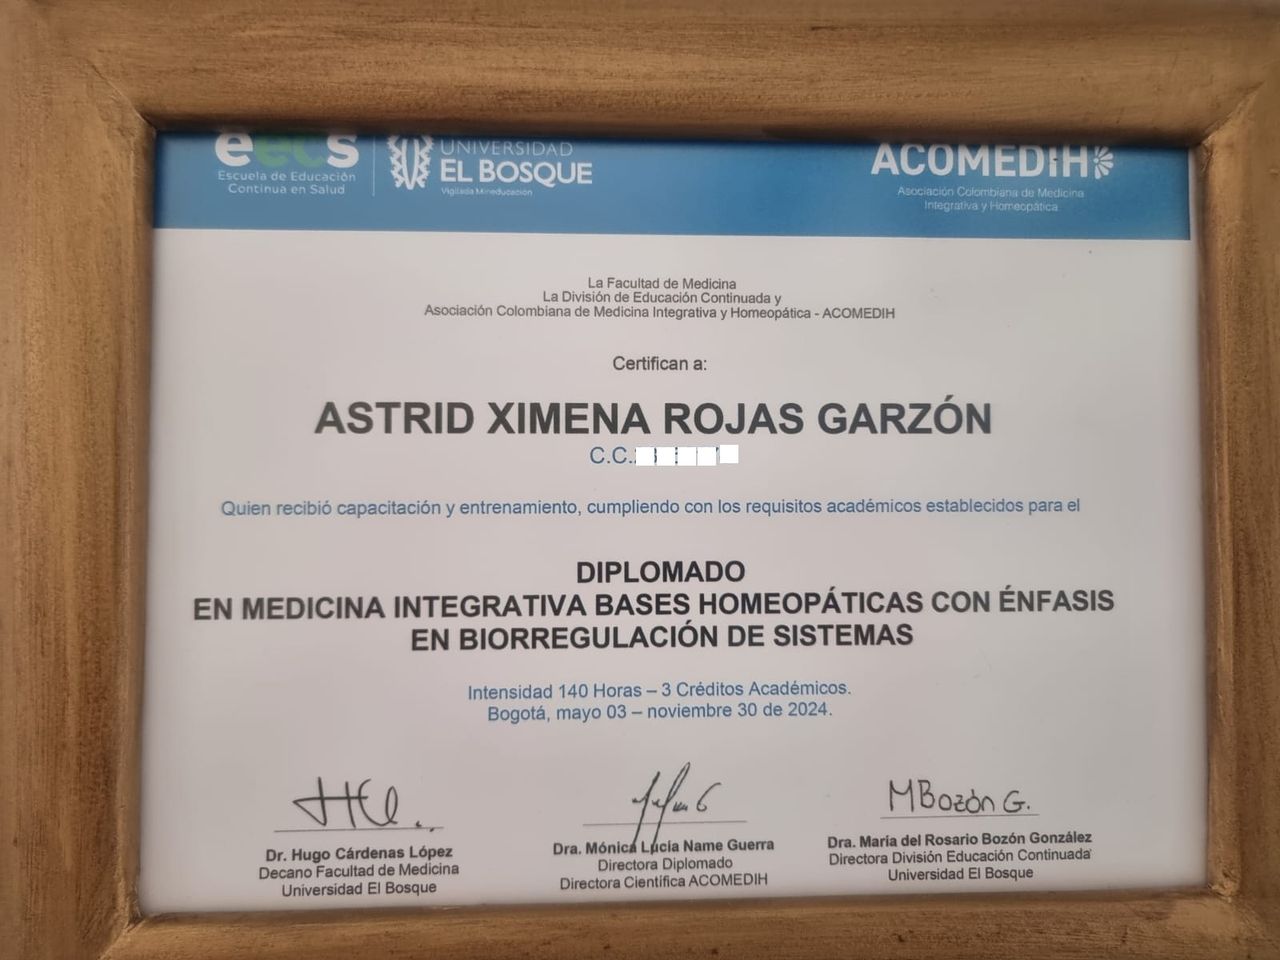 eecs
Escuela de Educación
Continua en Salud
UNIVERSIDAD
EL BOSQUE
Vigilada Mineducación
ACOMEDIH
Asociación Colombiana de Medicina
Integrativa y Homeopática
La Facultad de Medicina
La División de Educación Continuada y
Asociación Colombiana de Medicina Integrativa y Homeopática - ACOMEDIH
Certifican a:
ASTRID XIMENA ROJAS GARZÓN
C.C.
Quien recibió capacitación y entrenamiento, cumpliendo con los requisitos académicos establecidos para el
DIPLOMADO
EN MEDICINA INTEGRATIVA BASES HOMEOPÁTICAS CON ÉNFASIS
EN BIORREGULACIÓN DE SISTEMAS
Intensidad 140 Horas – 3 Créditos Académicos.
Bogotá, mayo 03 – noviembre 30 de 2024.
MBozón G.
Dr. Hugo Cárdenas López
Decano Facultad de Medicina
Universidad El Bosque
Dra. Mónica Lucía Name Guerra
Directora Diplomado
Directora Científica ACOMEDIH
Dra. María del Rosario Bozón González
Directora División Educación Continuada
Universidad El Bosque